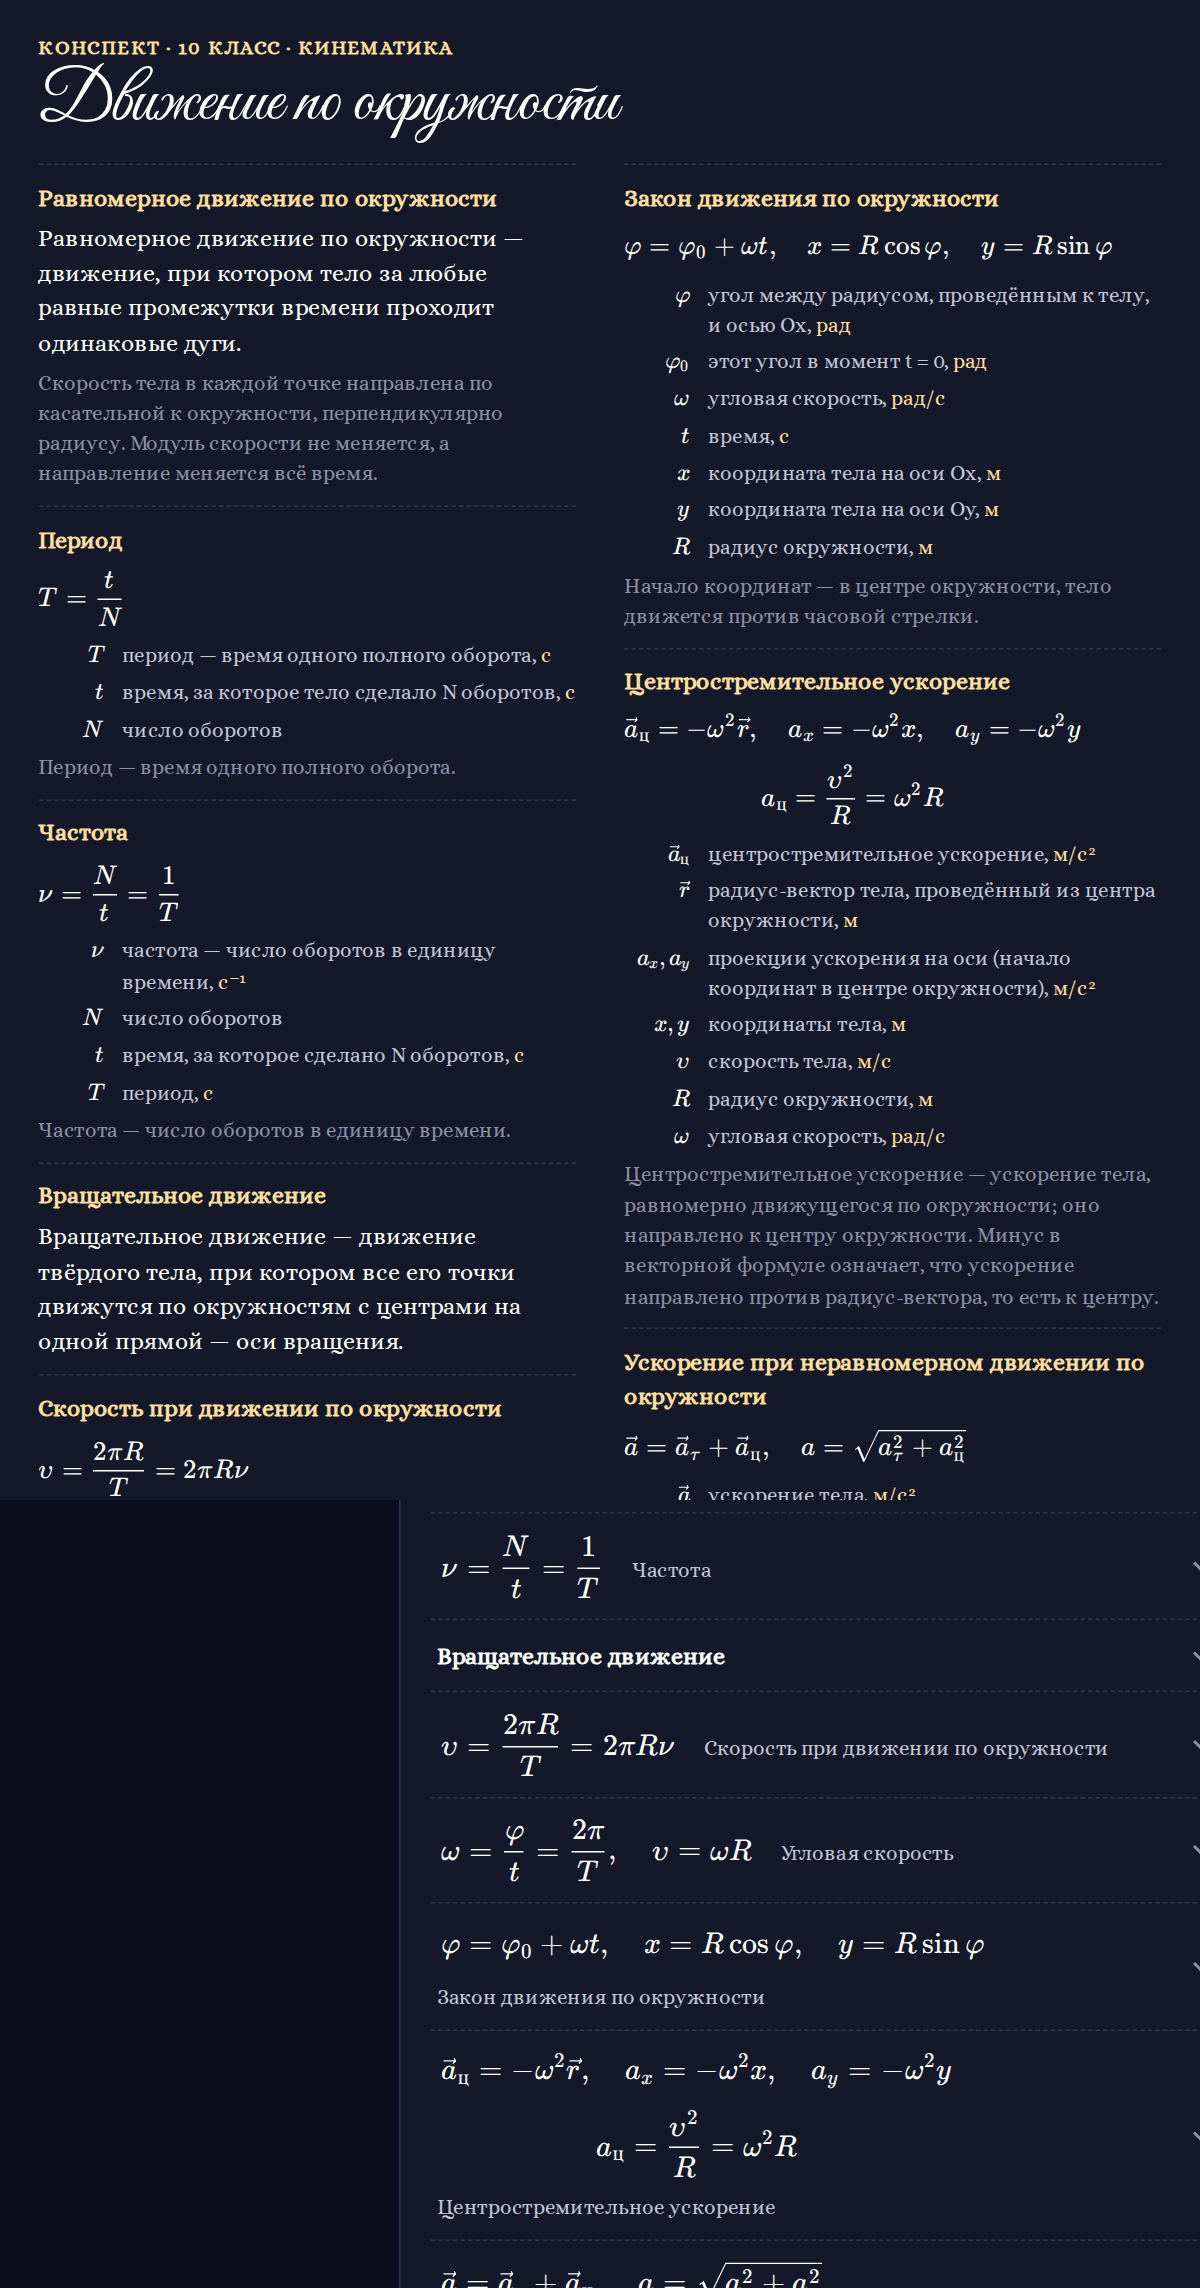 КОНСПЕКТ · 10 КЛАСС · КИНЕМАТИКА
Движение по окружности
Равномерное движение по окружности
Равномерное движение по окружности —
движение, при котором тело за любые
равные промежутки времени проходит
одинаковые дуги.
Скорость тела в каждой точке направлена по
касательной к окружности, перпендикулярно
радиусу. Модуль скорости не меняется, а
направление меняется всё время.
Период
T = t/N
T период — время одного полного оборота, с
t время, за которое тело сделало N оборотов, с
N число оборотов
Период — время одного полного оборота.
Частота
ν = N/t = 1/T
ν частота — число оборотов в единицу
времени, с⁻¹
N число оборотов
t время, за которое сделано N оборотов, с
T период, с
Частота — число оборотов в единицу времени.
Вращательное движение
Вращательное движение — движение
твёрдого тела, при котором все его точки
движутся по окружностям с центрами на
одной прямой — оси вращения.
Скорость при движении по окружности
υ = 2πR/T = 2πRν
Закон движения по окружности
φ = φ₀ + ωt, x = R cos φ, y = R sin φ
φ угол между радиусом, проведённым к телу,
и осью Ox, рад
φ₀ этот угол в момент t = 0, рад
ω угловая скорость, рад/с
t время, с
x координата тела на оси Ox, м
y координата тела на оси Oy, м
R радиус окружности, м
Начало координат — в центре окружности, тело
движется против часовой стрелки.
Центростремительное ускорение
a⃗ц = −ω²r⃗, aₓ = −ω²x, a_y = −ω²y
aц = υ²/R = ω²R
a⃗ц центростремительное ускорение, м/с²
r⃗ радиус-вектор тела, проведённый из центра
окружности, м
aₓ, a_y проекции ускорения на оси (начало
координат в центре окружности), м/с²
x, y координаты тела, м
υ скорость тела, м/с
R радиус окружности, м
ω угловая скорость, рад/с
Центростремительное ускорение — ускорение тела,
равномерно движущегося по окружности; оно
направлено к центру окружности. Минус в
векторной формуле означает, что ускорение
направлено против радиус-вектора, то есть к центру.
Ускорение при неравномерном движении по
окружности
a⃗ = a⃗_τ + a⃗ц, a = √(a_τ² + aц²)
a⃗ ускорение тела, м/с²
ν = N/t = 1/T Частота
Вращательное движение
υ = 2πR/T = 2πRν Скорость при движении по окружности
ω = φ/t = 2π/T, υ = ωR Угловая скорость
φ = φ₀ + ωt, x = R cos φ, y = R sin φ
Закон движения по окружности
a⃗ц = −ω²r⃗, aₓ = −ω²x, a_y = −ω²y
aц = υ²/R = ω²R
Центростремительное ускорение